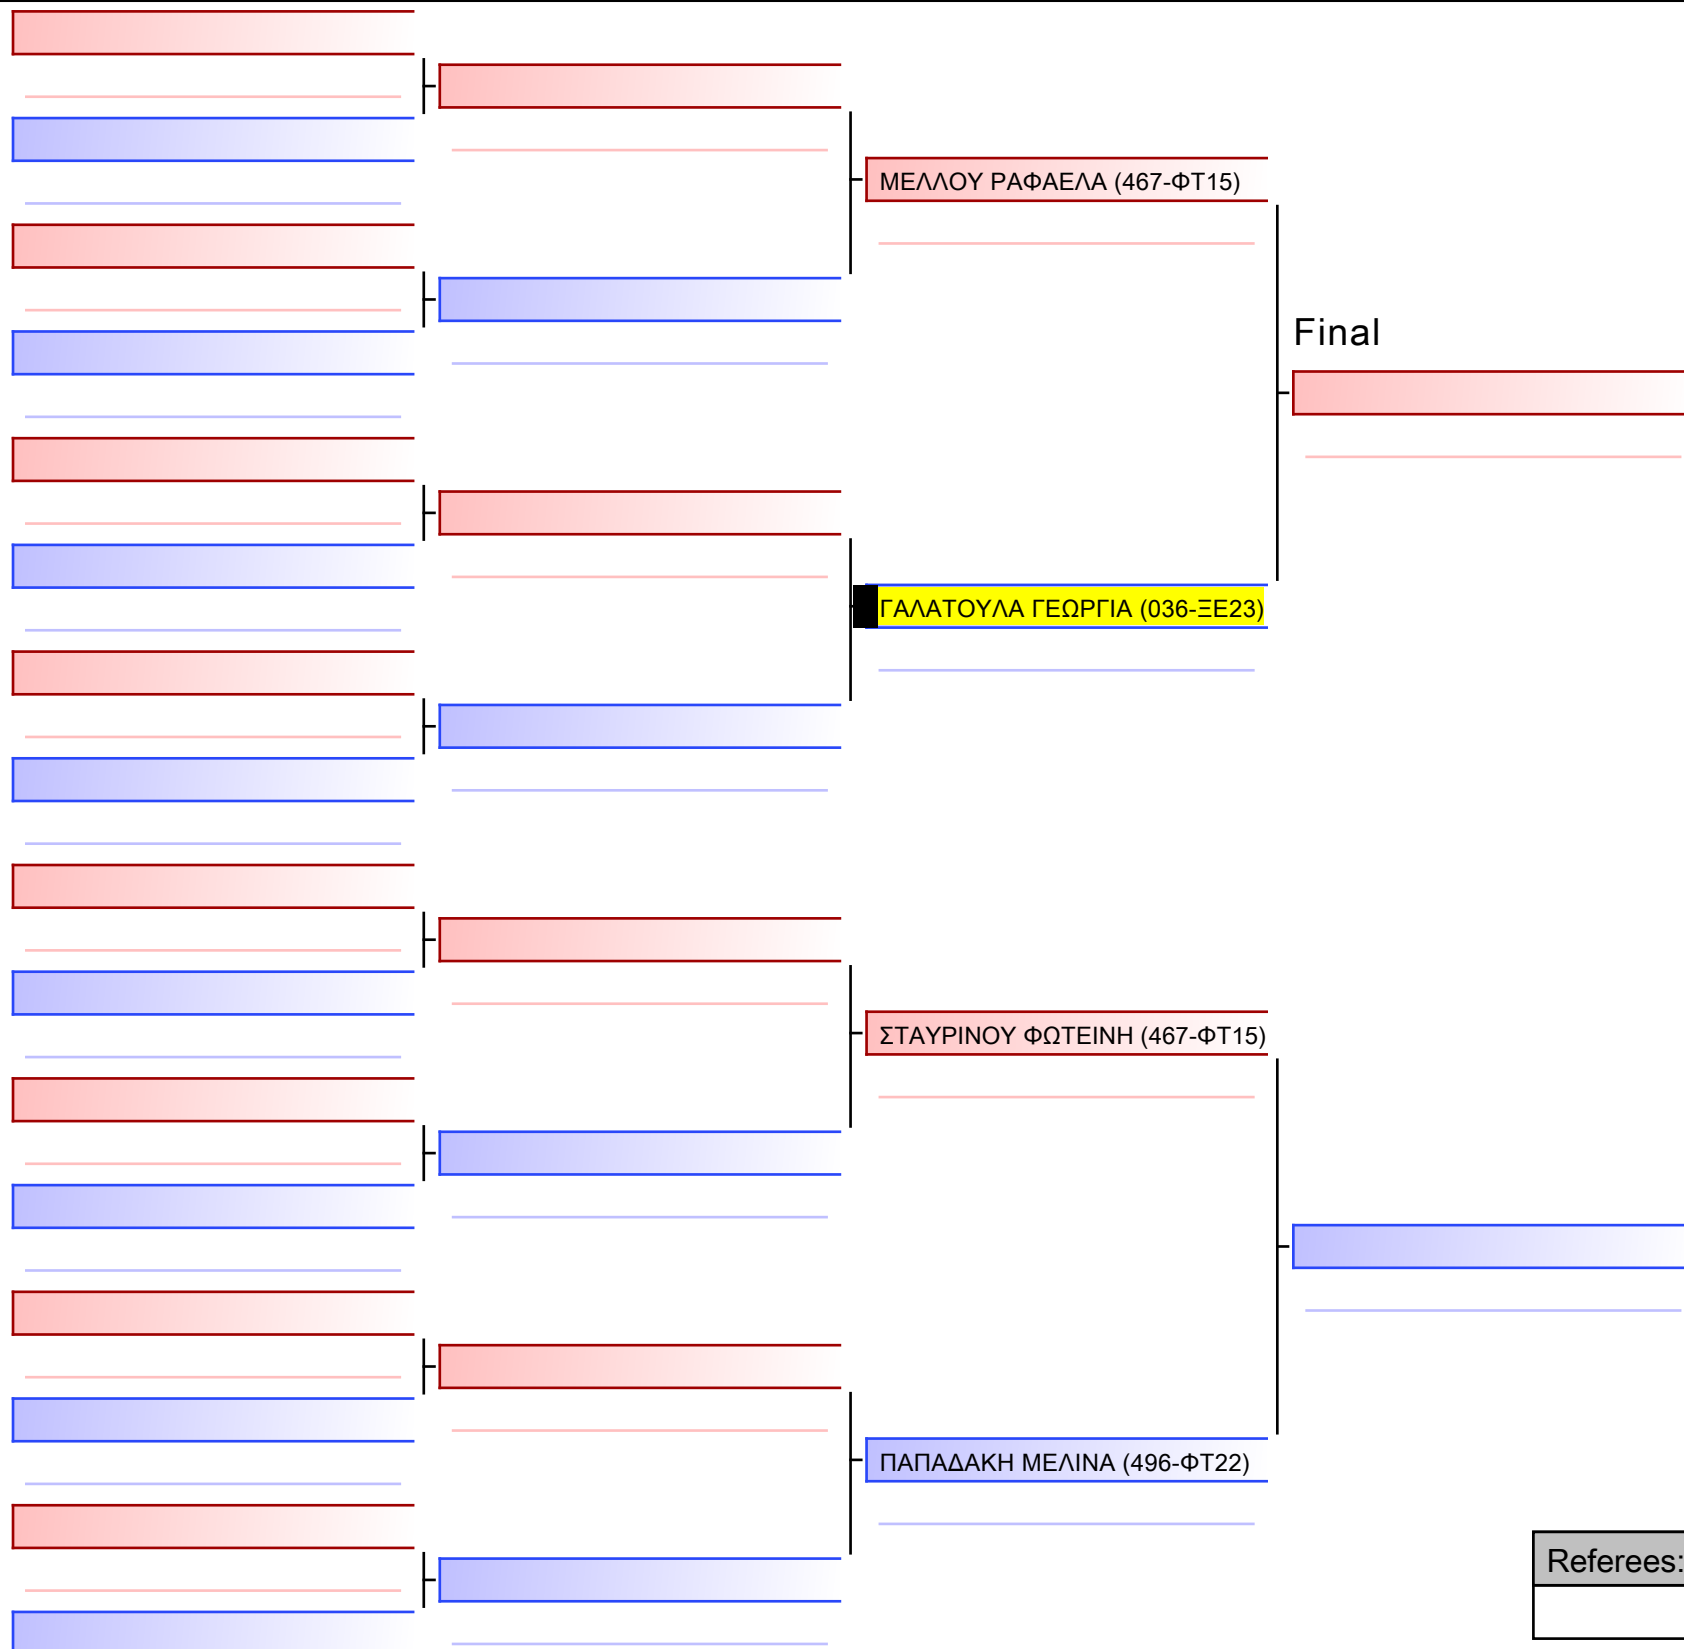 ΜΕΛΛΟΥ ΡΑΦΑΕΛΑ (467-ΦΤ15)
Final
ΓΑΛΑΤΟΥΛΑ ΓΕΩΡΓΙΑ (036-ΞΕ23)
ΣΤΑΥΡΙΝΟΥ ΦΩΤΕΙΝΗ (467-ΦΤ15)
ΠΑΠΑΔΑΚΗ ΜΕΛΙΝΑ (496-ΦΤ22)
Referees: